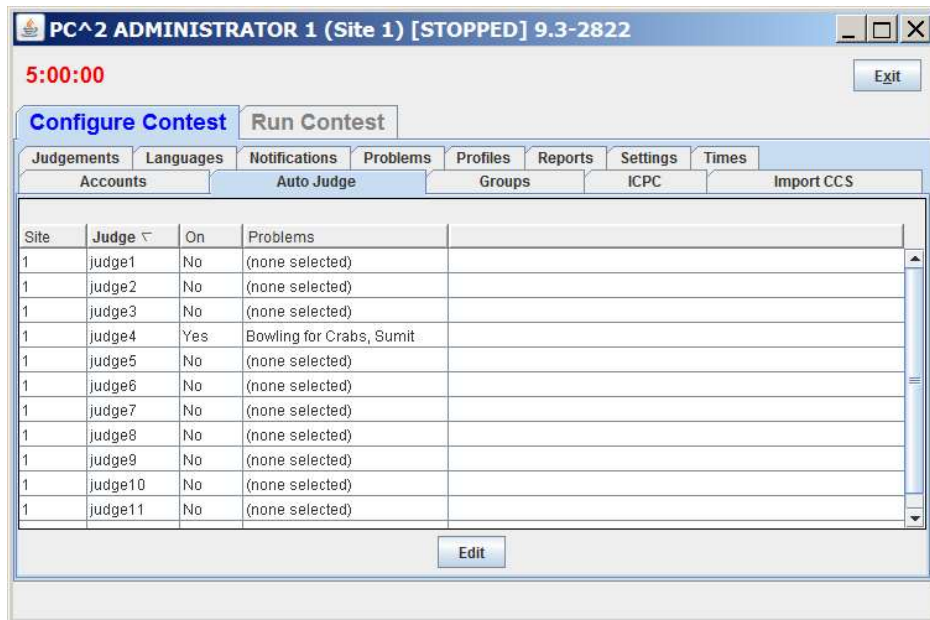 PC^2 ADMINISTRATOR 1 (Site 1) [STOPPED] 9.3-2822
5:00:00 Exit
Configure Contest Run Contest
Judgements Languages Notifications Problems Profiles Reports Settings Times
Accounts Auto Judge Groups ICPC Import CCS
Site Judge On Problems
1 judge1 No (none selected)
1 judge2 No (none selected)
1 judge3 No (none selected)
1 judge4 Yes Bowling for Crabs, Sumit
1 judge5 No (none selected)
1 judge6 No (none selected)
1 judge7 No (none selected)
1 judge8 No (none selected)
1 judge9 No (none selected)
1 judge10 No (none selected)
1 judge11 No (none selected)
Edit